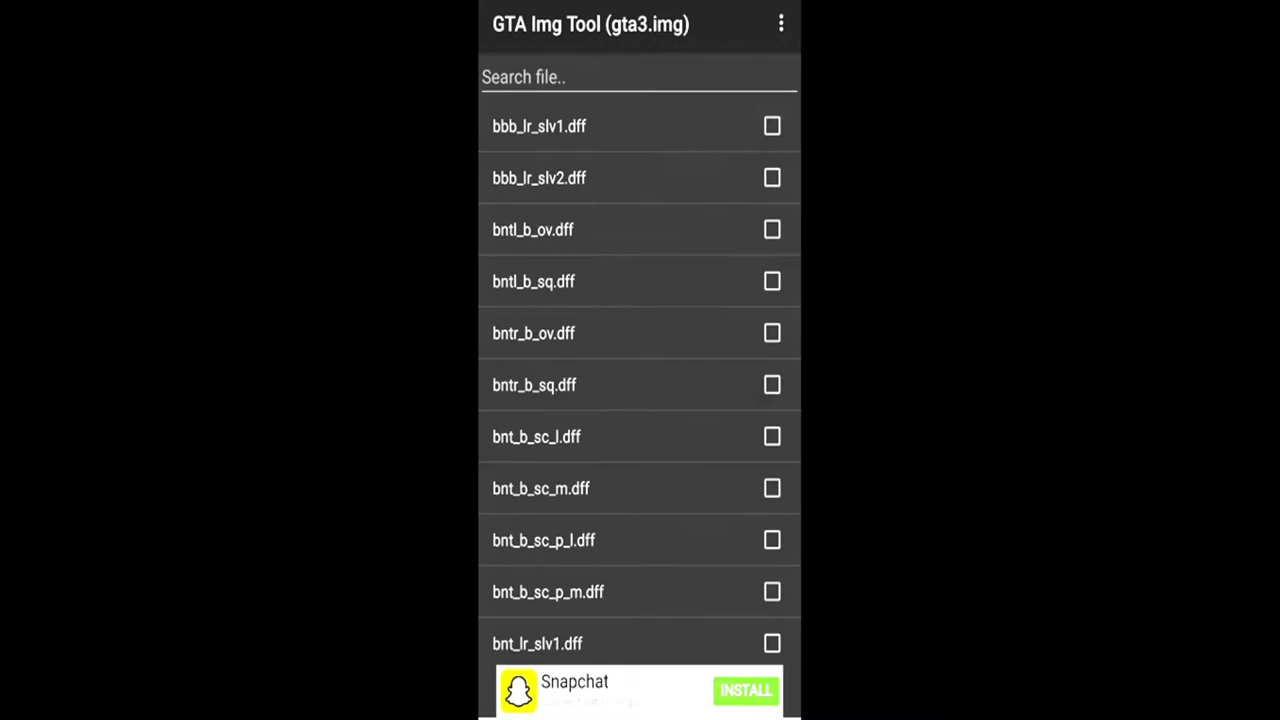 GTA Img Tool (gta3.img)
Search file..
bbb_lr_slv1.dff
bbb_lr_slv2.dff
bntl_b_ov.dff
bntl_b_sq.dff
bntr_b_ov.dff
bntr_b_sq.dff
bnt_b_sc_l.dff
bnt_b_sc_m.dff
bnt_b_sc_p_l.dff
bnt_b_sc_p_m.dff
bnt_lr_slv1.dff
Snapchat
INSTALL